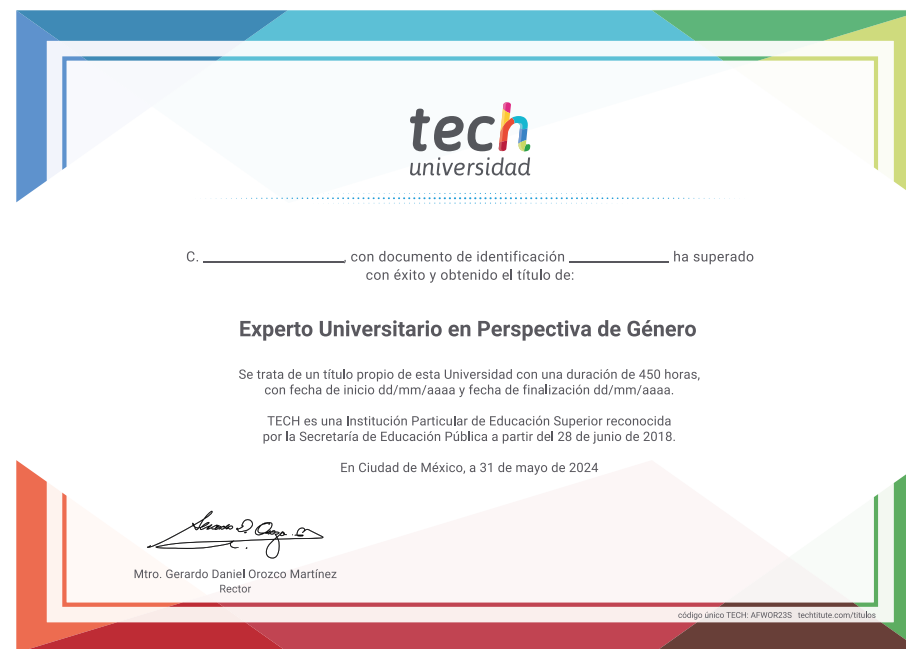 tech
universidad
C. ____________, con documento de identificación ____________ ha superado
con éxito y obtenido el título de:
Experto Universitario en Perspectiva de Género
Se trata de un título propio de esta Universidad con una duración de 450 horas,
con fecha de inicio dd/mm/aaaa y fecha de finalización dd/mm/aaaa.
TECH es una Institución Particular de Educación Superior reconocida
por la Secretaría de Educación Pública a partir del 28 de junio de 2018.
En Ciudad de México, a 31 de mayo de 2024
Mtro. Gerardo Daniel Orozco Martínez
Rector
código único TECH: AFWOR23S techtitute.com/titulos